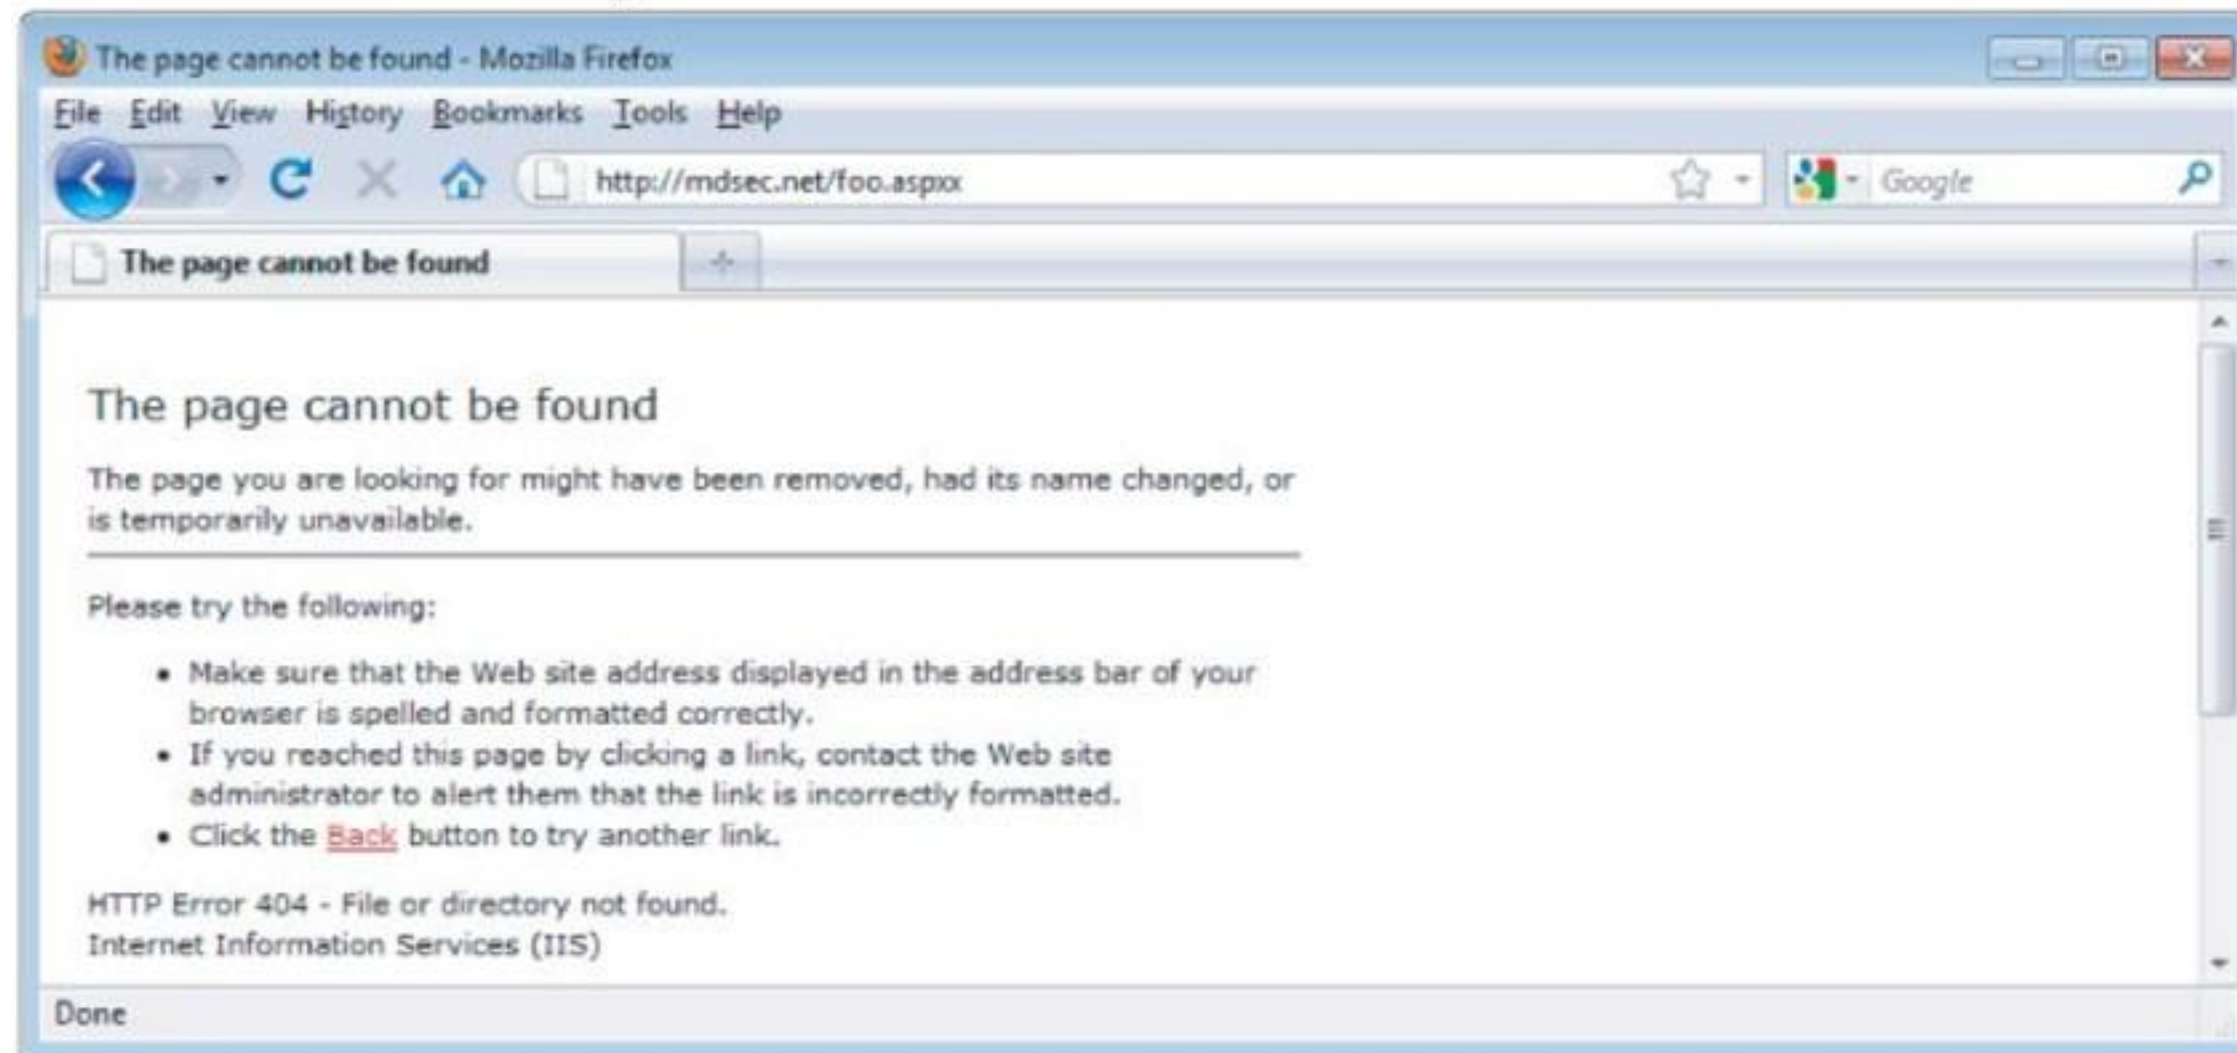 The page cannot be found - Mozilla Firefox
File Edit View History Bookmarks Tools Help
http://mdsec.net/foo.aspxx
Google
The page cannot be found
The page cannot be found
The page you are looking for might have been removed, had its name changed, or
is temporarily unavailable.
Please try the following:
• Make sure that the Web site address displayed in the address bar of your
browser is spelled and formatted correctly.
• If you reached this page by clicking a link, contact the Web site
administrator to alert them that the link is incorrectly formatted.
• Click the Back button to try another link.
HTTP Error 404 - File or directory not found.
Internet Information Services (IIS)
Done